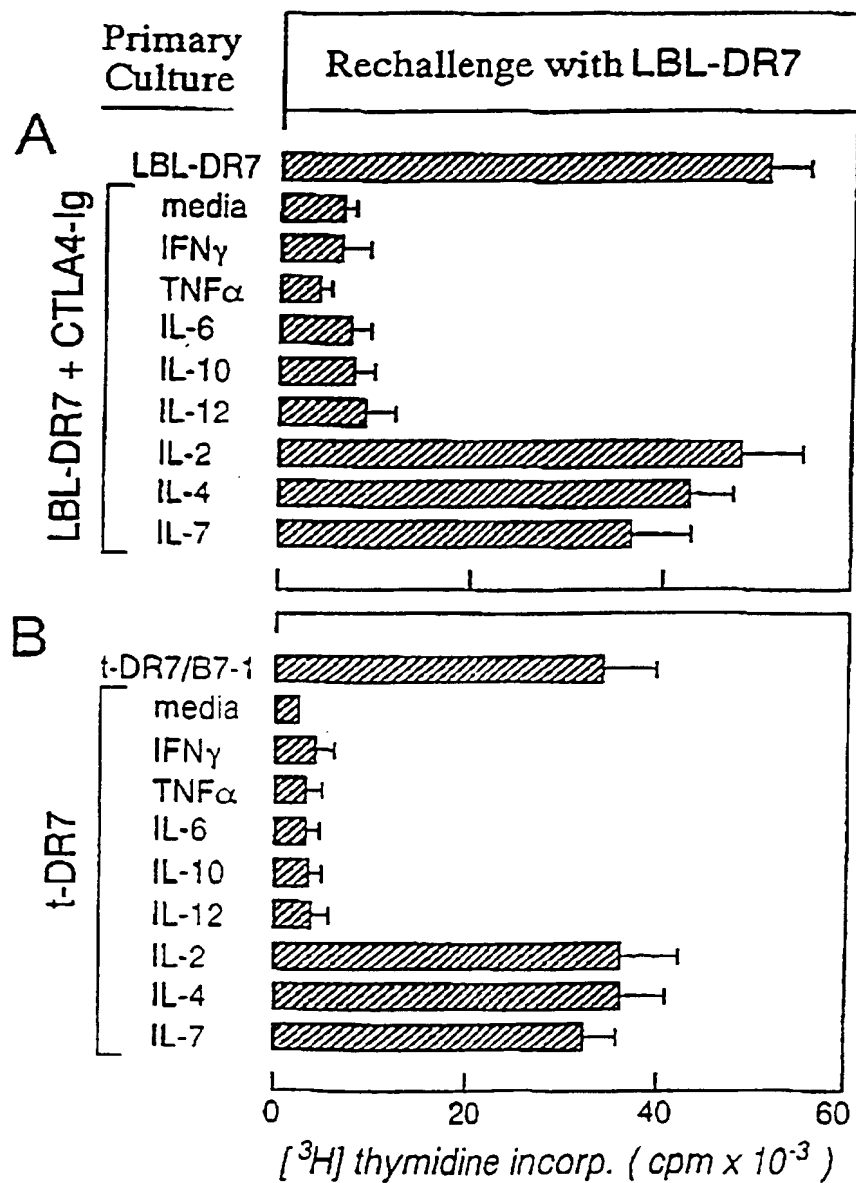 Primary
Culture
Rechallenge with LBL-DR7
A
LBL-DR7
LBL-DR7 + CTLA4-Ig
media
IFNγ
TNFα
IL-6
IL-10
IL-12
IL-2
IL-4
IL-7
B
t-DR7/B7-1
t-DR7
media
IFNγ
TNFα
IL-6
IL-10
IL-12
IL-2
IL-4
IL-7
0 20 40 60
[³H] thymidine incorp. ( cpm x 10⁻³ )